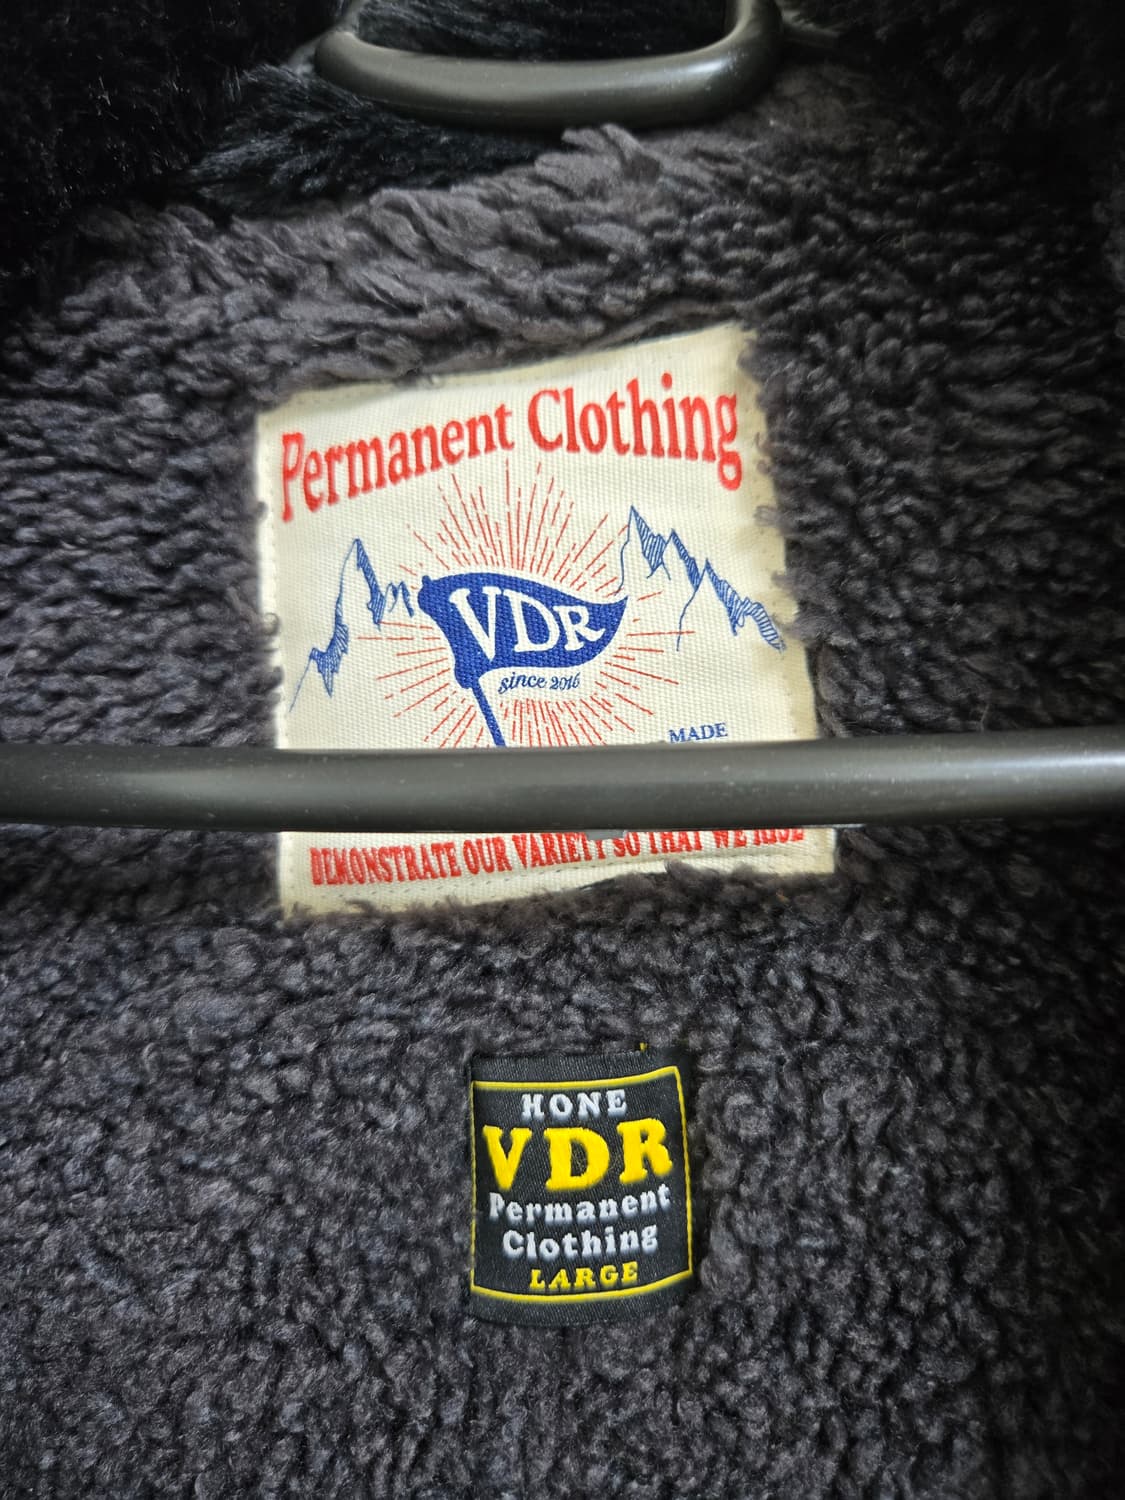 Permanent Clothing
VDR
since 2016
MADE
DEMONSTRATE OUR VARIETY SO THAT WE RISE
HONE
VDR
Permanent
Clothing
LARGE